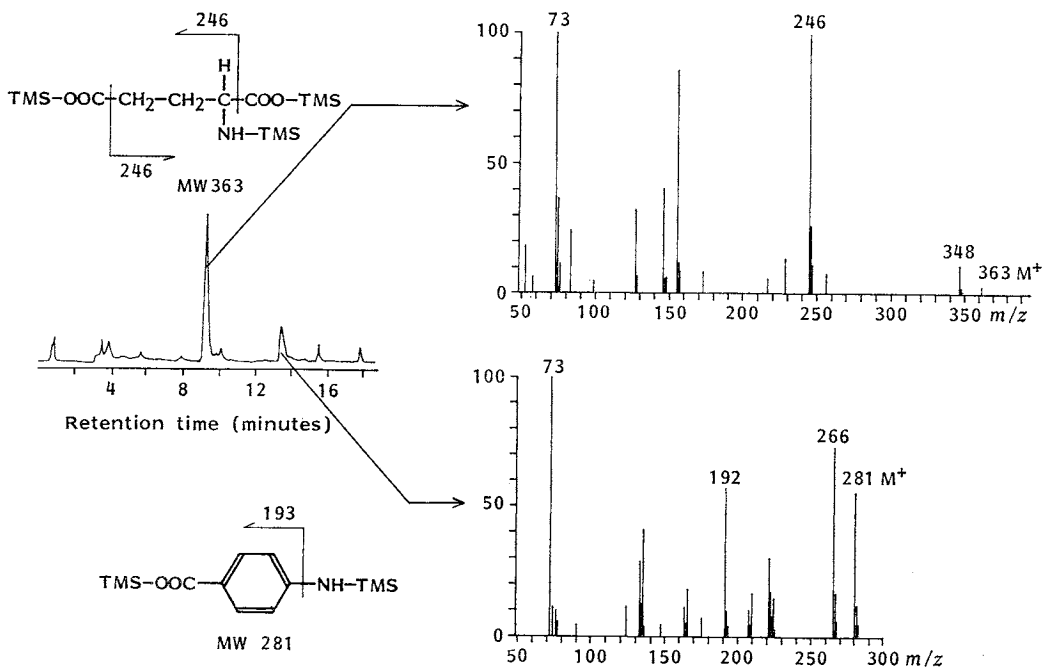 246
H
TMS—OOC—CH₂—CH₂—C—COO—TMS
NH—TMS
246
MW 363
4 8 12 16
Retention time (minutes)
193
TMS—OOC—NH—TMS
MW 281
73
246
348
363 M⁺
100
50
0
50 100 150 200 250 300 350 m/z
73
192
266
281 M⁺
100
50
0
50 100 150 200 250 300 m/z